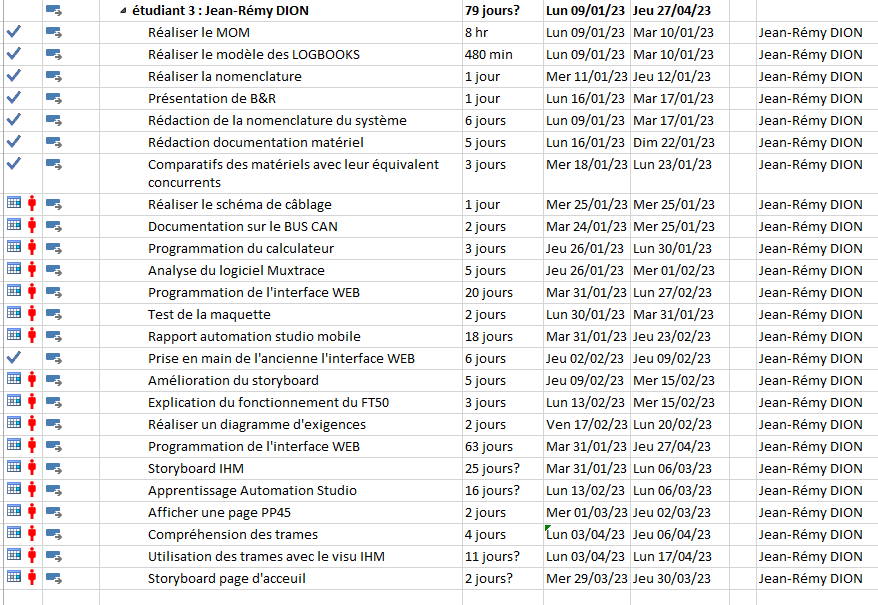 étudiant 3 : Jean-Rémy DION 79 jours? Lun 09/01/23 Jeu 27/04/23
Réaliser le MOM 8 hr Lun 09/01/23 Mar 10/01/23 Jean-Rémy DION
Réaliser le modèle des LOGBOOKS 480 min Lun 09/01/23 Mar 10/01/23 Jean-Rémy DION
Réaliser la nomenclature 1 jour Mer 11/01/23 Jeu 12/01/23 Jean-Rémy DION
Présentation de B&R 1 jour Lun 16/01/23 Mar 17/01/23 Jean-Rémy DION
Rédaction de la nomenclature du système 6 jours Lun 09/01/23 Mar 17/01/23 Jean-Rémy DION
Rédaction documentation matériel 5 jours Lun 16/01/23 Dim 22/01/23 Jean-Rémy DION
Comparatifs des matériels avec leur équivalent 3 jours Mer 18/01/23 Lun 23/01/23 Jean-Rémy DION
concurrents
Réaliser le schéma de câblage 1 jour Mer 25/01/23 Mer 25/01/23 Jean-Rémy DION
Documentation sur le BUS CAN 2 jours Mar 24/01/23 Mer 25/01/23 Jean-Rémy DION
Programmation du calculateur 3 jours Jeu 26/01/23 Lun 30/01/23 Jean-Rémy DION
Analyse du logiciel Muxtrace 5 jours Jeu 26/01/23 Mer 01/02/23 Jean-Rémy DION
Programmation de l'interface WEB 20 jours Mar 31/01/23 Lun 27/02/23 Jean-Rémy DION
Test de la maquette 2 jours Lun 30/01/23 Mar 31/01/23 Jean-Rémy DION
Rapport automation studio mobile 18 jours Mar 31/01/23 Jeu 23/02/23 Jean-Rémy DION
Prise en main de l'ancienne l'interface WEB 6 jours Jeu 02/02/23 Jeu 09/02/23 Jean-Rémy DION
Amélioration du storyboard 5 jours Jeu 09/02/23 Mer 15/02/23 Jean-Rémy DION
Explication du fonctionnement du FT50 3 jours Lun 13/02/23 Mer 15/02/23 Jean-Rémy DION
Réaliser un diagramme d'exigences 2 jours Ven 17/02/23 Lun 20/02/23 Jean-Rémy DION
Programmation de l'interface WEB 63 jours Mar 31/01/23 Jeu 27/04/23 Jean-Rémy DION
Storyboard IHM 25 jours? Mar 31/01/23 Lun 06/03/23 Jean-Rémy DION
Apprentissage Automation Studio 16 jours? Lun 13/02/23 Lun 06/03/23 Jean-Rémy DION
Afficher une page PP45 2 jours Mer 01/03/23 Jeu 02/03/23 Jean-Rémy DION
Compréhension des trames 4 jours Lun 03/04/23 Jeu 06/04/23 Jean-Rémy DION
Utilisation des trames avec le visu IHM 11 jours? Lun 03/04/23 Lun 17/04/23 Jean-Rémy DION
Storyboard page d'acceuil 2 jours? Mer 29/03/23 Jeu 30/03/23 Jean-Rémy DION